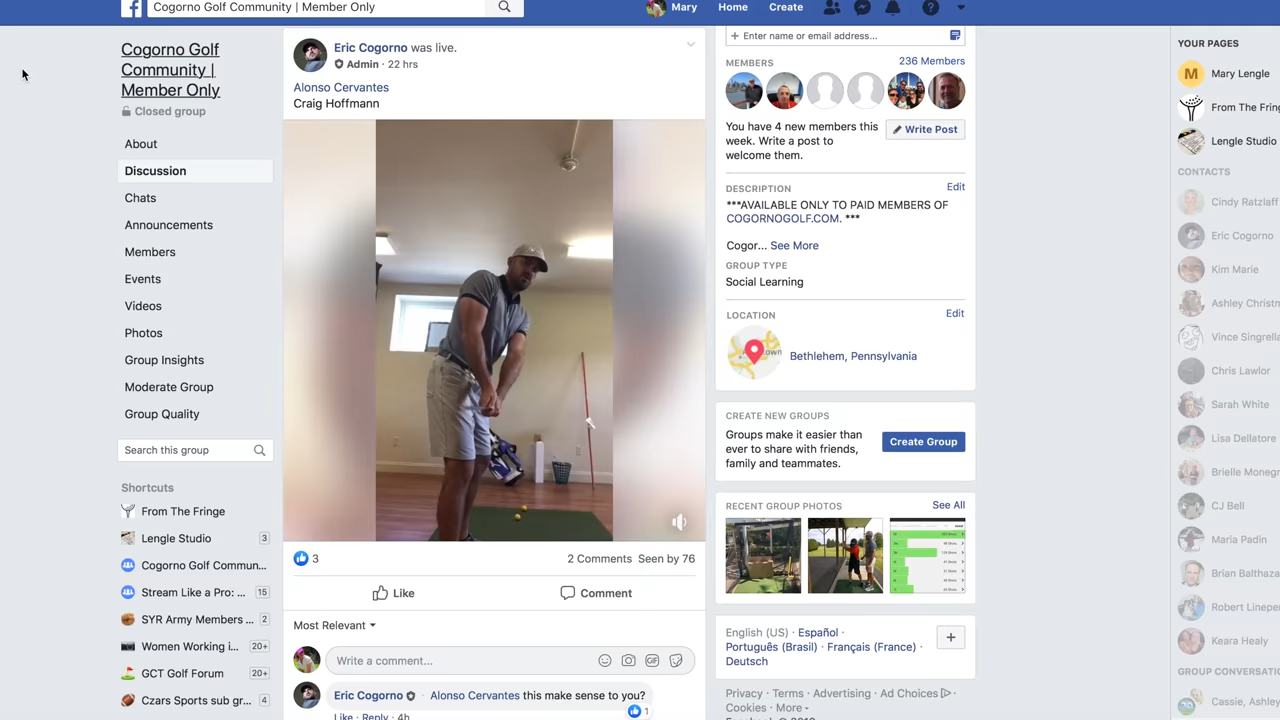 Cogorno Golf Community | Member Only
Mary
Home
Create
Cogorno Golf
Community |
Member Only
Closed group
About
Discussion
Chats
Announcements
Members
Events
Videos
Photos
Group Insights
Moderate Group
Group Quality
Search this group
Shortcuts
From The Fringe
Lengle Studio 3
Cogorno Golf Commun...
Stream Like a Pro: ... 15
SYR Army Members ... 2
Women Working i... 20+
GCT Golf Forum 20+
Czars Sports sub gr... 4
Eric Cogorno was live.
Admin · 22 hrs
Alonso Cervantes
Craig Hoffmann
3
2 Comments Seen by 76
Like
Comment
Most Relevant
Write a comment...
GIF
Eric Cogorno · Alonso Cervantes this make sense to you?
1
Like · Reply · 4h
+ Enter name or email address...
MEMBERS 236 Members
You have 4 new members this
week. Write a post to
welcome them.
Write Post
DESCRIPTION Edit
***AVAILABLE ONLY TO PAID MEMBERS OF
COGORNOGOLF.COM. ***
Cogor... See More
GROUP TYPE
Social Learning
LOCATION Edit
Bethlehem, Pennsylvania
CREATE NEW GROUPS
Groups make it easier than
ever to share with friends,
family and teammates.
Create Group
RECENT GROUP PHOTOS See All
English (US) · Español ·
Português (Brasil) · Français (France) ·
Deutsch
+
Privacy · Terms · Advertising · Ad Choices ·
Cookies · More
YOUR PAGES
M Mary Lengle
From The Fring
Lengle Studio
CONTACTS
Cindy Ratzlaff
Eric Cogorno
Kim Marie
Ashley Christm
Vince Singrella
Chris Lawlor
Sarah White
Lisa Dellatore
Brielle Monegr
CJ Bell
Maria Padin
Brian Balthaza
Robert Lineper
Keara Healy
GROUP CONVERSATIO
Cassie, Ashley